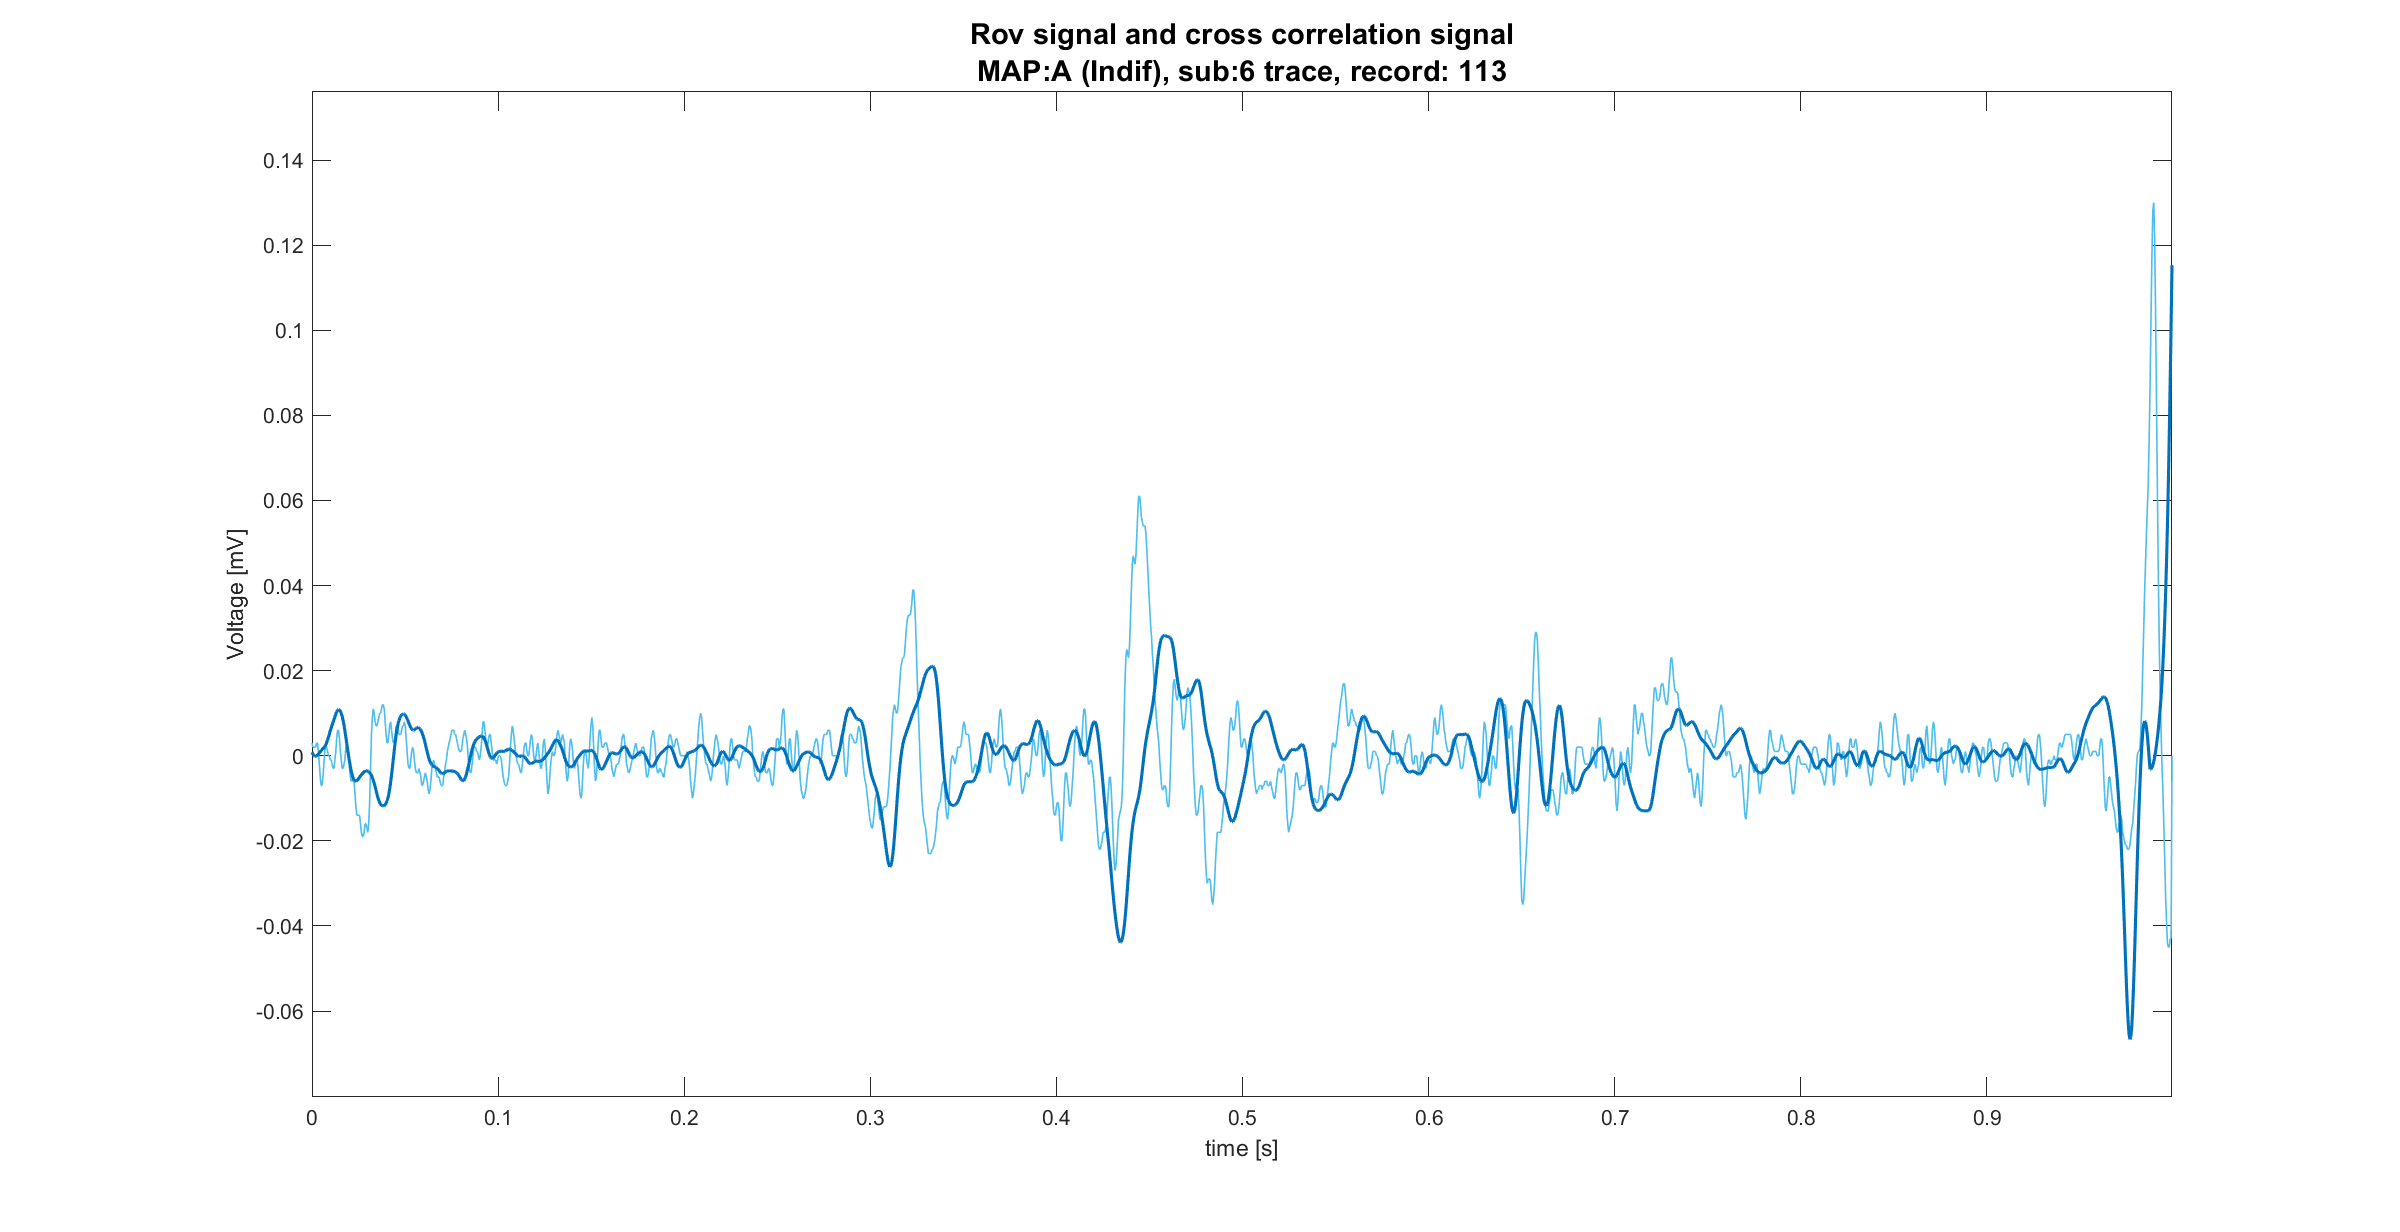 Rov signal and cross correlation signal
MAP:A (Indif), sub:6 trace, record: 113
0.14
0.12
0.1
0.08
0.06
0.04
0.02
0
-0.02
-0.04
-0.06
Voltage [mV]
0 0.1 0.2 0.3 0.4 0.5 0.6 0.7 0.8 0.9
time [s]